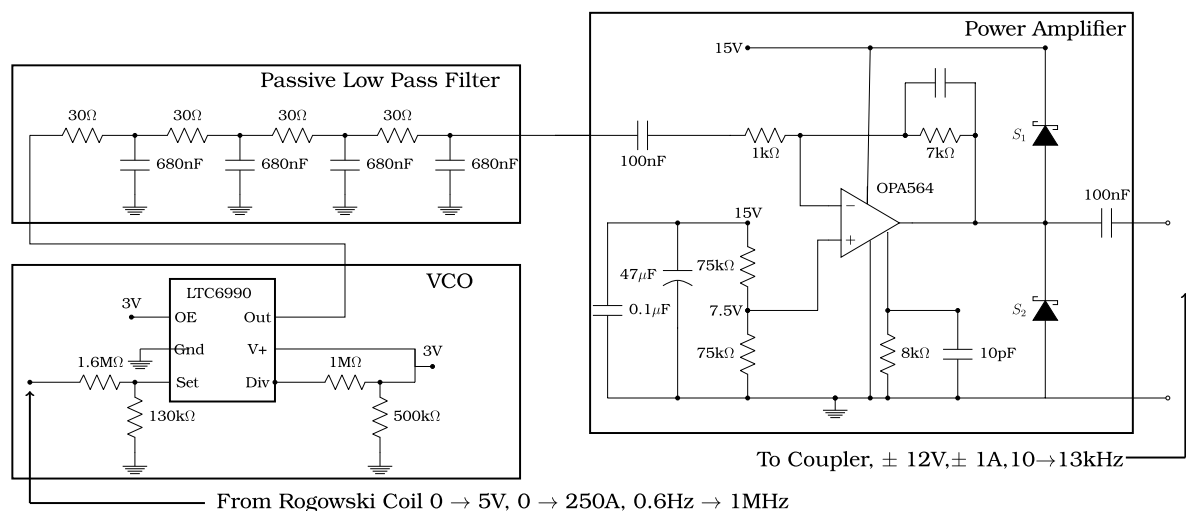 Power Amplifier
15V
Passive Low Pass Filter
30Ω 30Ω 30Ω 30Ω
680nF 680nF 680nF 680nF
100nF
1kΩ
7kΩ
S1
OPA564
100nF
15V
47μF
75kΩ
0.1μF
7.5V
75kΩ
8kΩ
10pF
S2
VCO
LTC6990
3V
OE Out
Gnd V+
3V
1.6MΩ
Set Div
1MΩ
130kΩ
500kΩ
To Coupler, ± 12V,± 1A,10→13kHz
From Rogowski Coil 0 → 5V, 0 → 250A, 0.6Hz → 1MHz